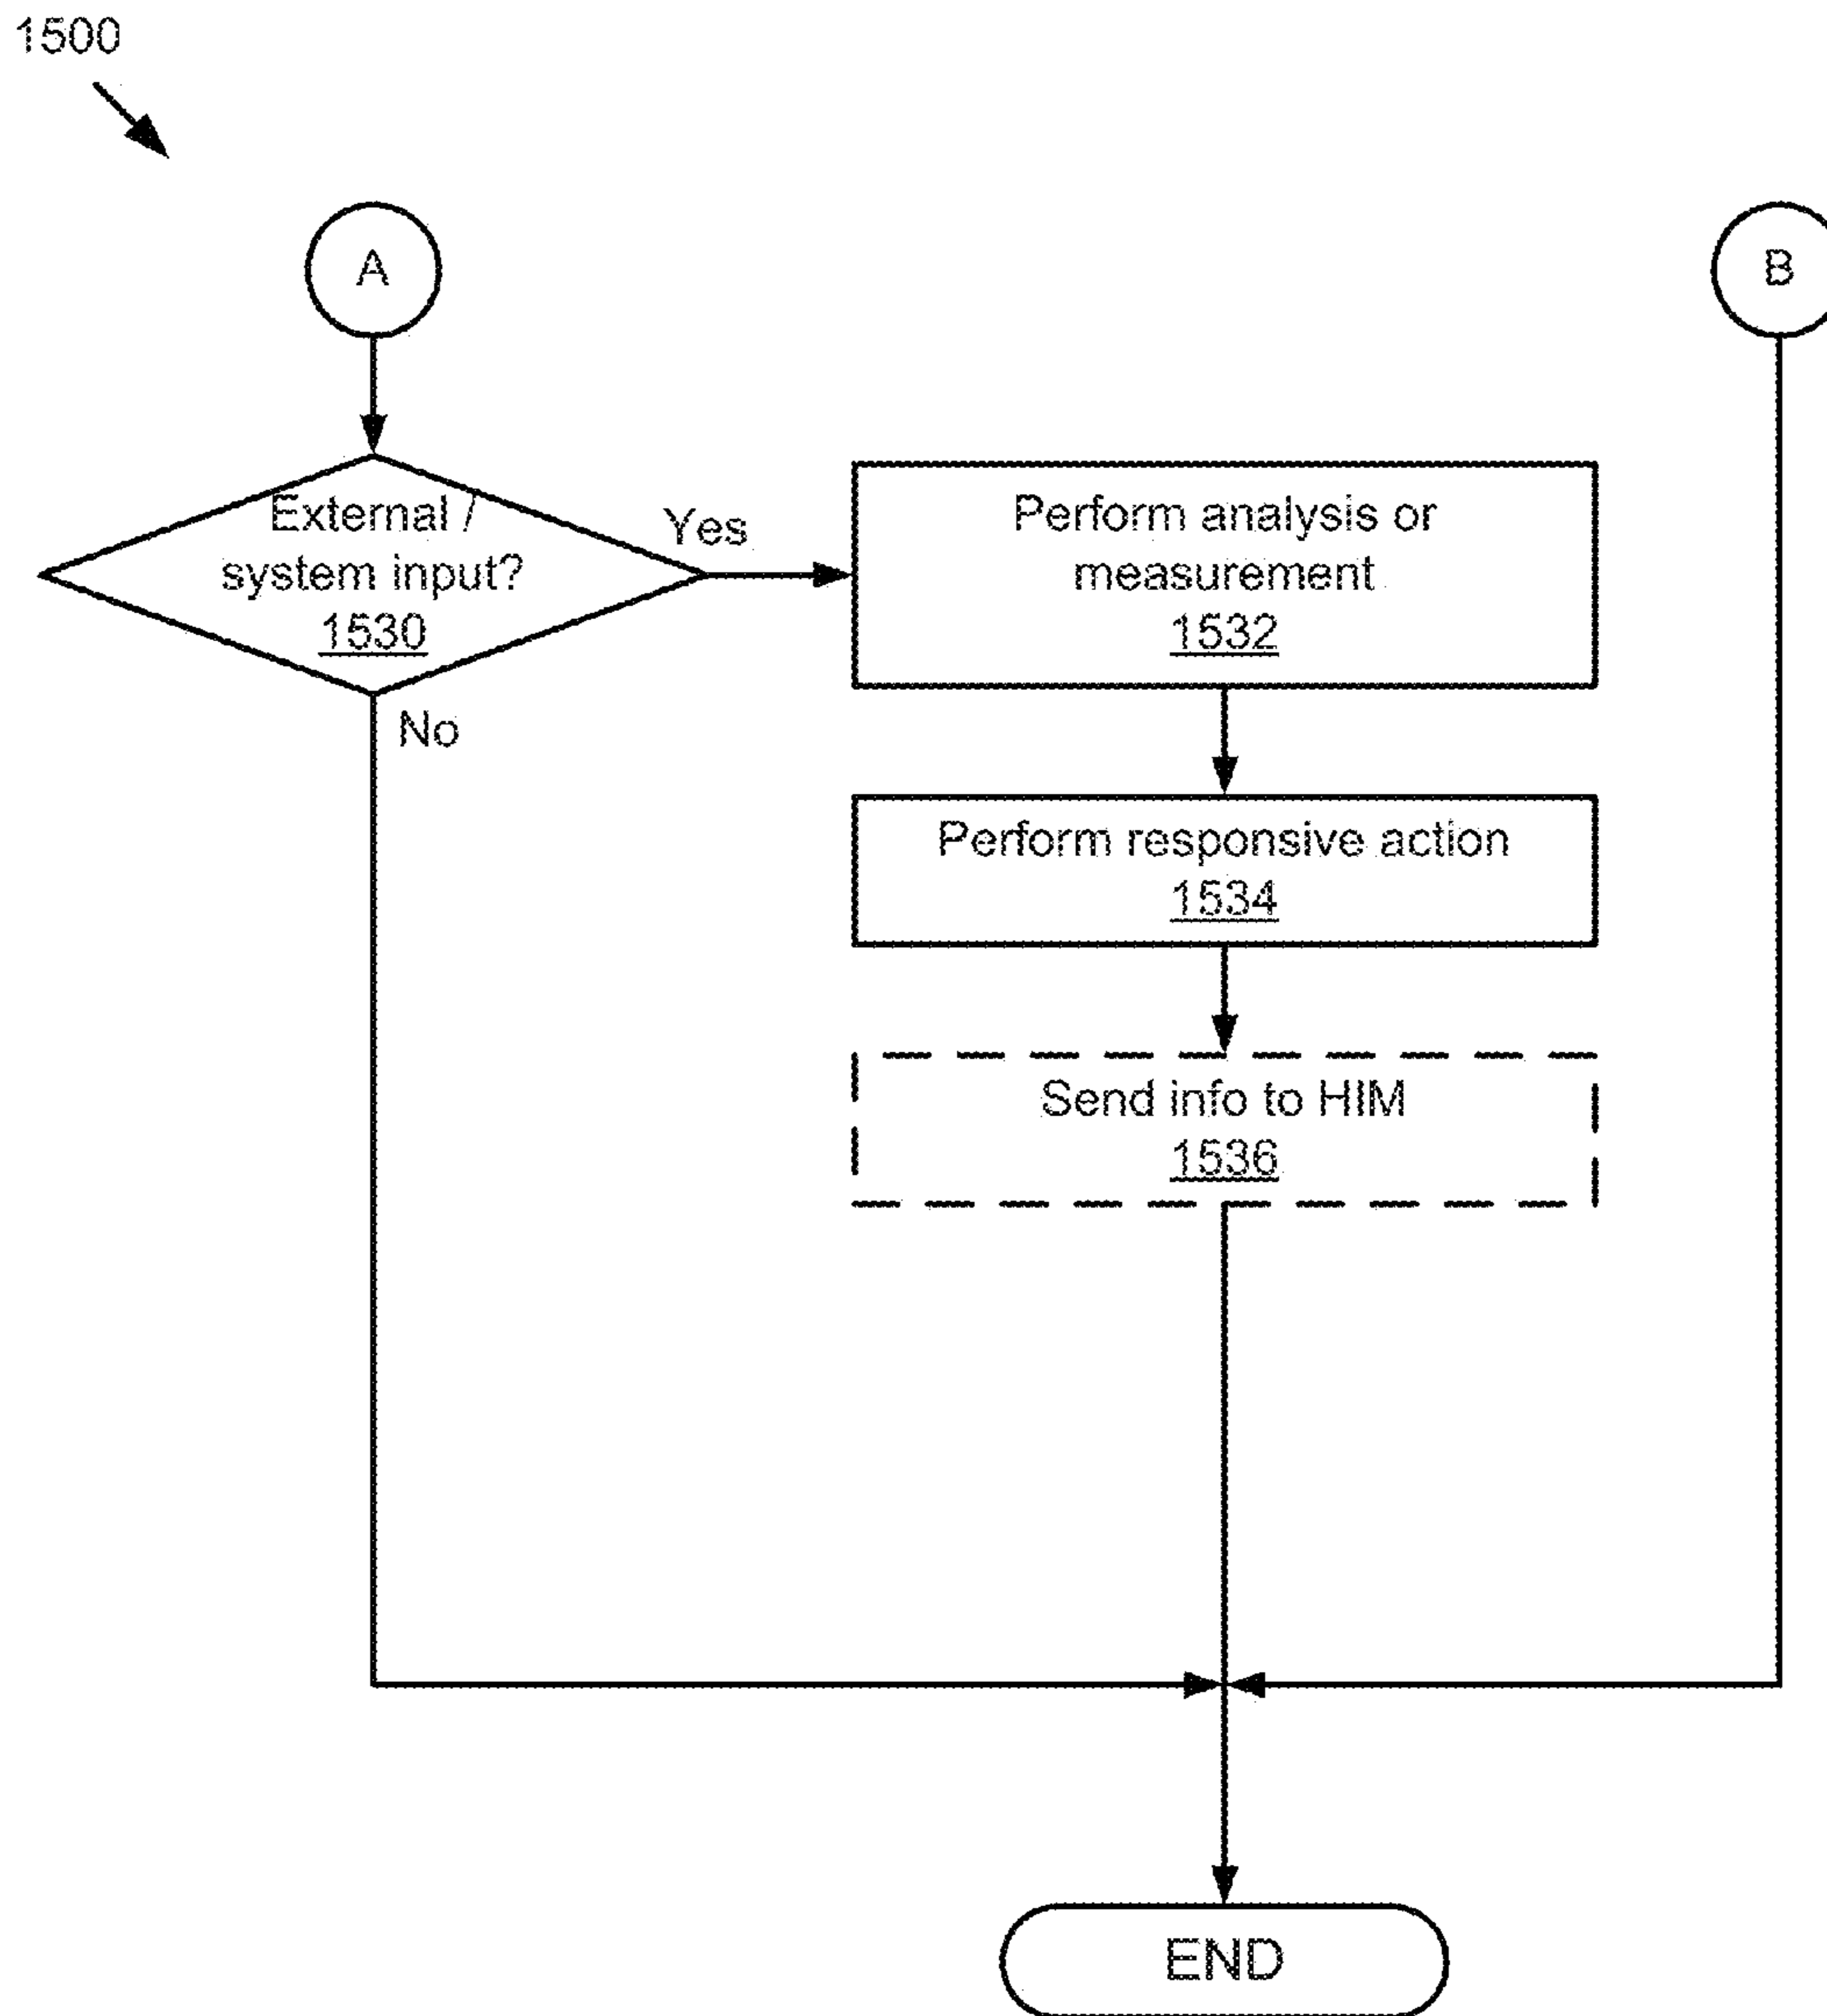 1500
A
B
External /
system input?
1530
Yes
No
Perform analysis or
measurement
1532
Perform responsive action
1534
Send info to HIM
1536
END